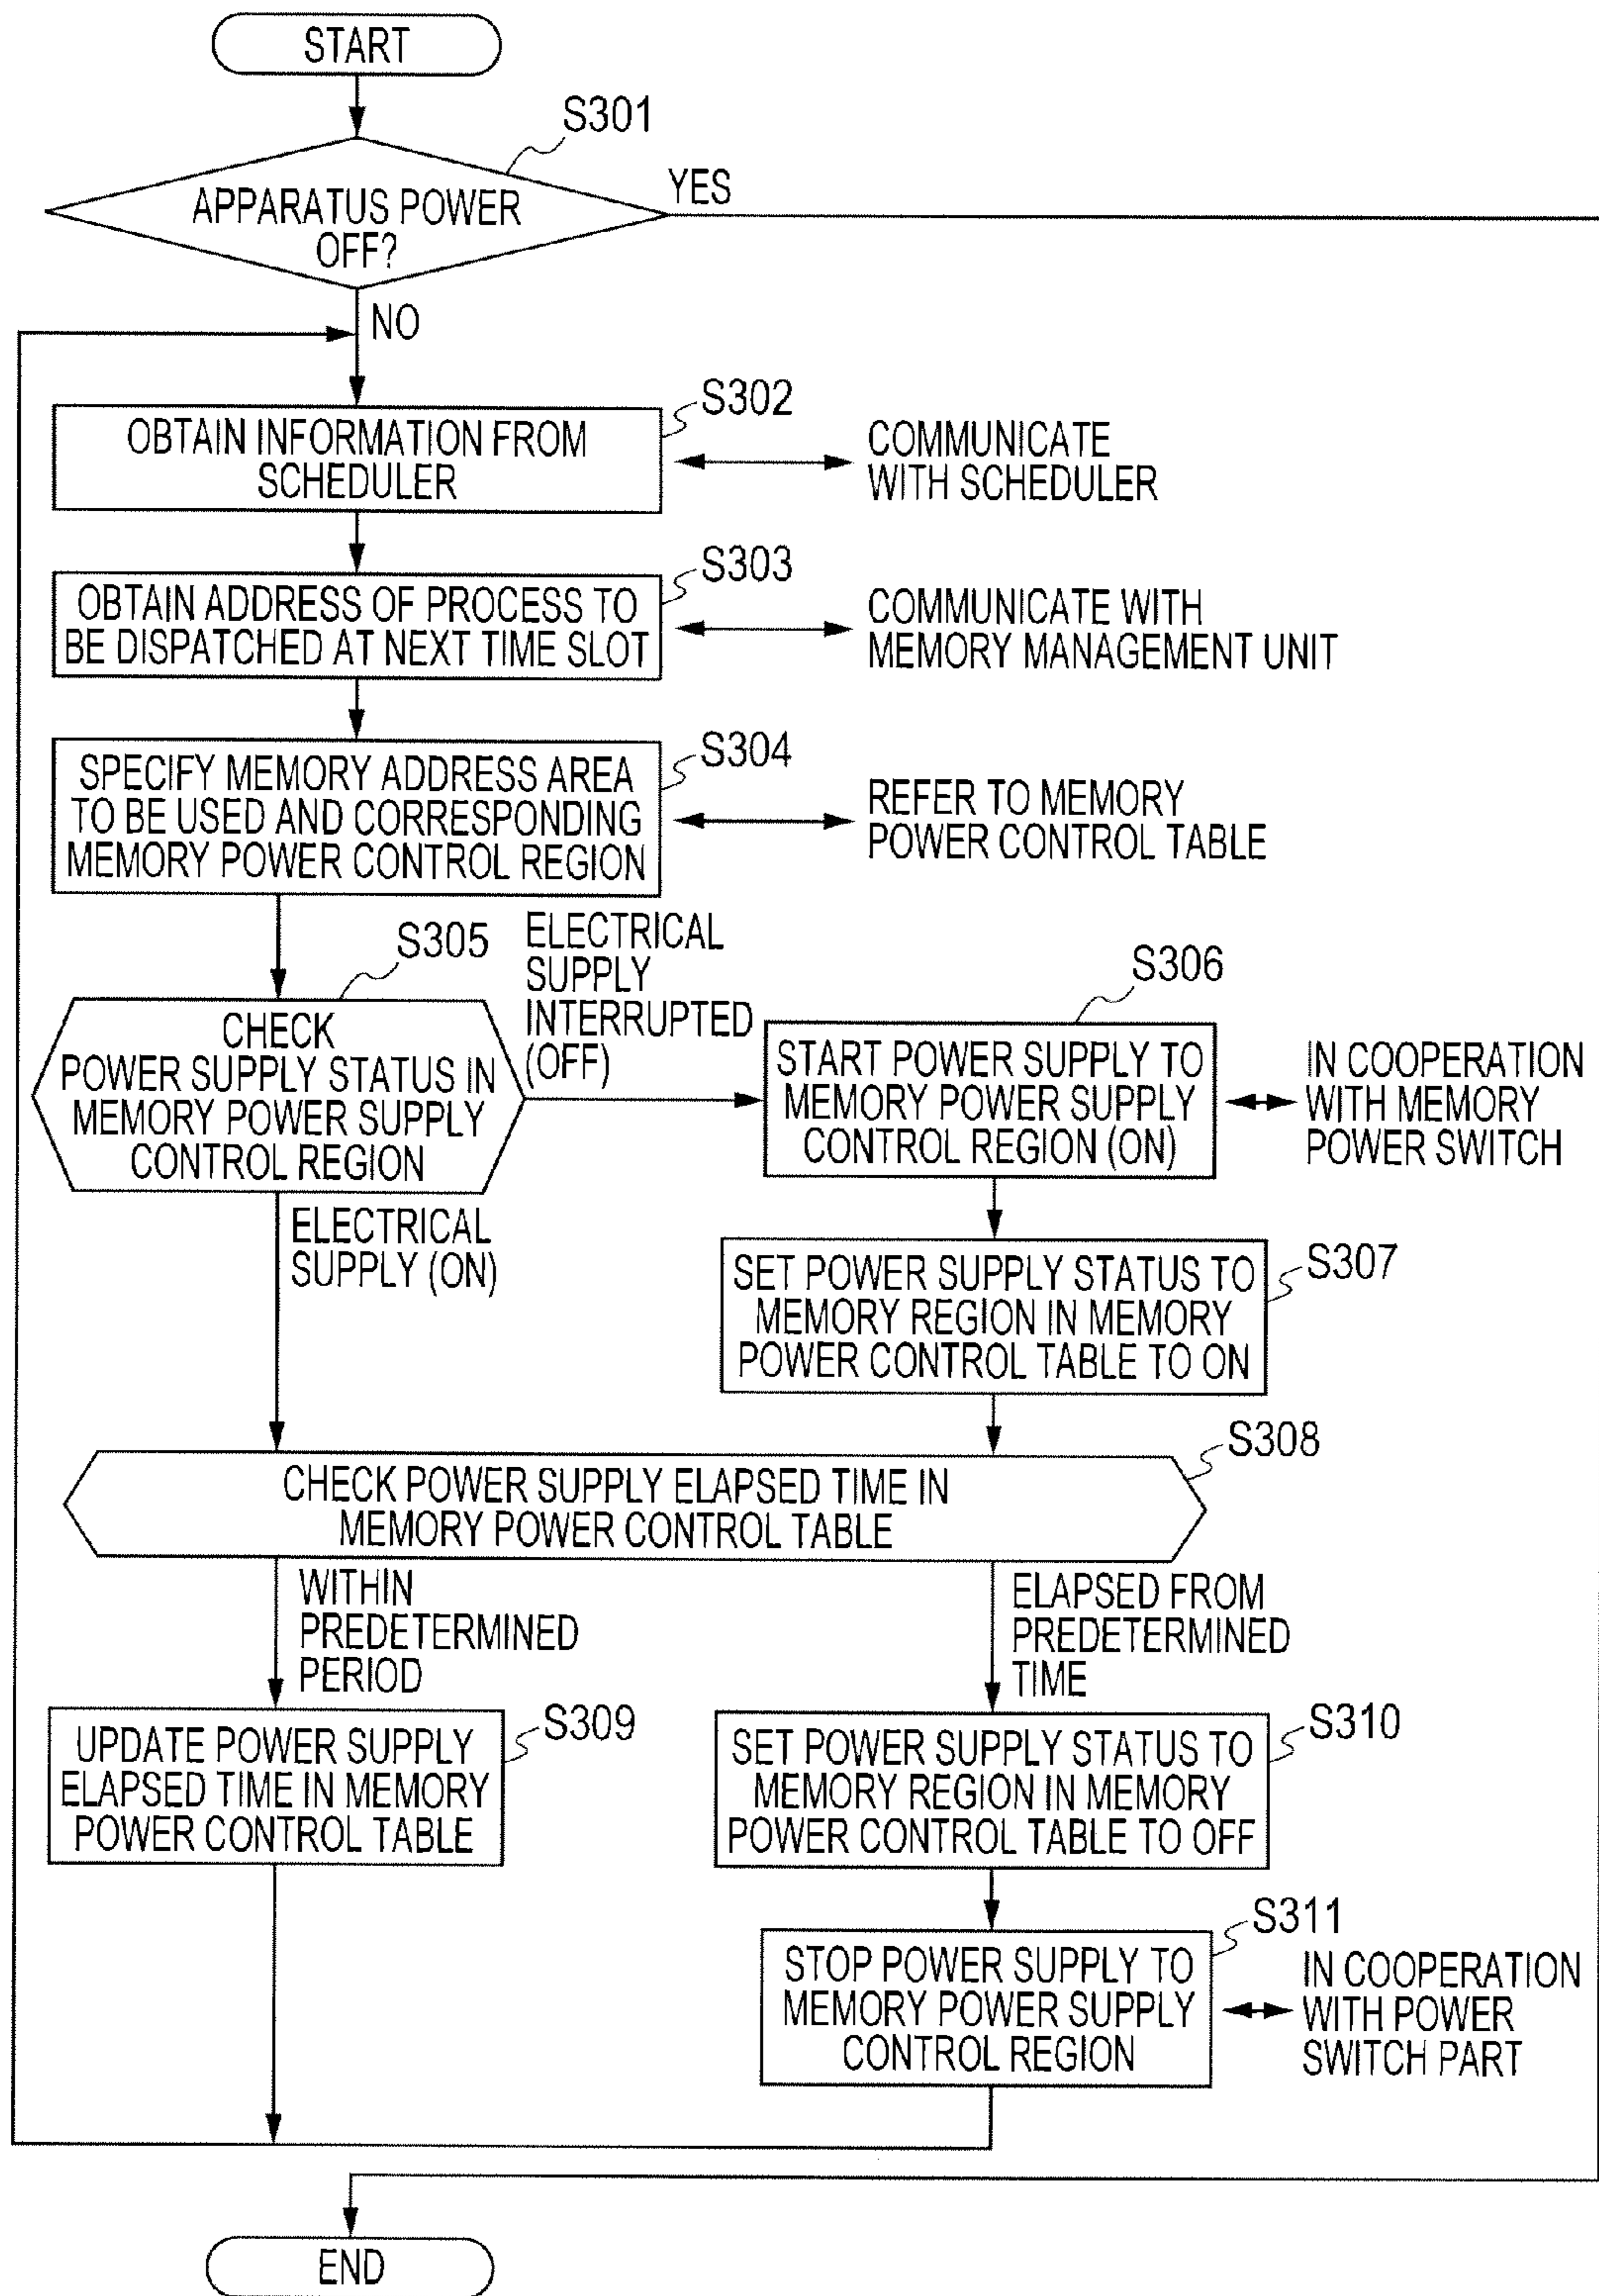 START
S301
APPARATUS POWER
OFF?
YES
NO
S302
OBTAIN INFORMATION FROM
SCHEDULER
COMMUNICATE
WITH SCHEDULER
S303
OBTAIN ADDRESS OF PROCESS TO
BE DISPATCHED AT NEXT TIME SLOT
COMMUNICATE WITH
MEMORY MANAGEMENT UNIT
S304
SPECIFY MEMORY ADDRESS AREA
TO BE USED AND CORRESPONDING
MEMORY POWER CONTROL REGION
REFER TO MEMORY
POWER CONTROL TABLE
S305
CHECK
POWER SUPPLY STATUS IN
MEMORY POWER SUPPLY
CONTROL REGION
ELECTRICAL
SUPPLY
INTERRUPTED
(OFF)
S306
START POWER SUPPLY TO
MEMORY POWER SUPPLY
CONTROL REGION (ON)
IN COOPERATION
WITH MEMORY
POWER SWITCH
ELECTRICAL
SUPPLY (ON)
S307
SET POWER SUPPLY STATUS TO
MEMORY REGION IN MEMORY
POWER CONTROL TABLE TO ON
S308
CHECK POWER SUPPLY ELAPSED TIME IN
MEMORY POWER CONTROL TABLE
WITHIN
PREDETERMINED
PERIOD
ELAPSED FROM
PREDETERMINED
TIME
S309
UPDATE POWER SUPPLY
ELAPSED TIME IN MEMORY
POWER CONTROL TABLE
S310
SET POWER SUPPLY STATUS TO
MEMORY REGION IN MEMORY
POWER CONTROL TABLE TO OFF
S311
STOP POWER SUPPLY TO
MEMORY POWER SUPPLY
CONTROL REGION
IN COOPERATION
WITH POWER
SWITCH PART
END